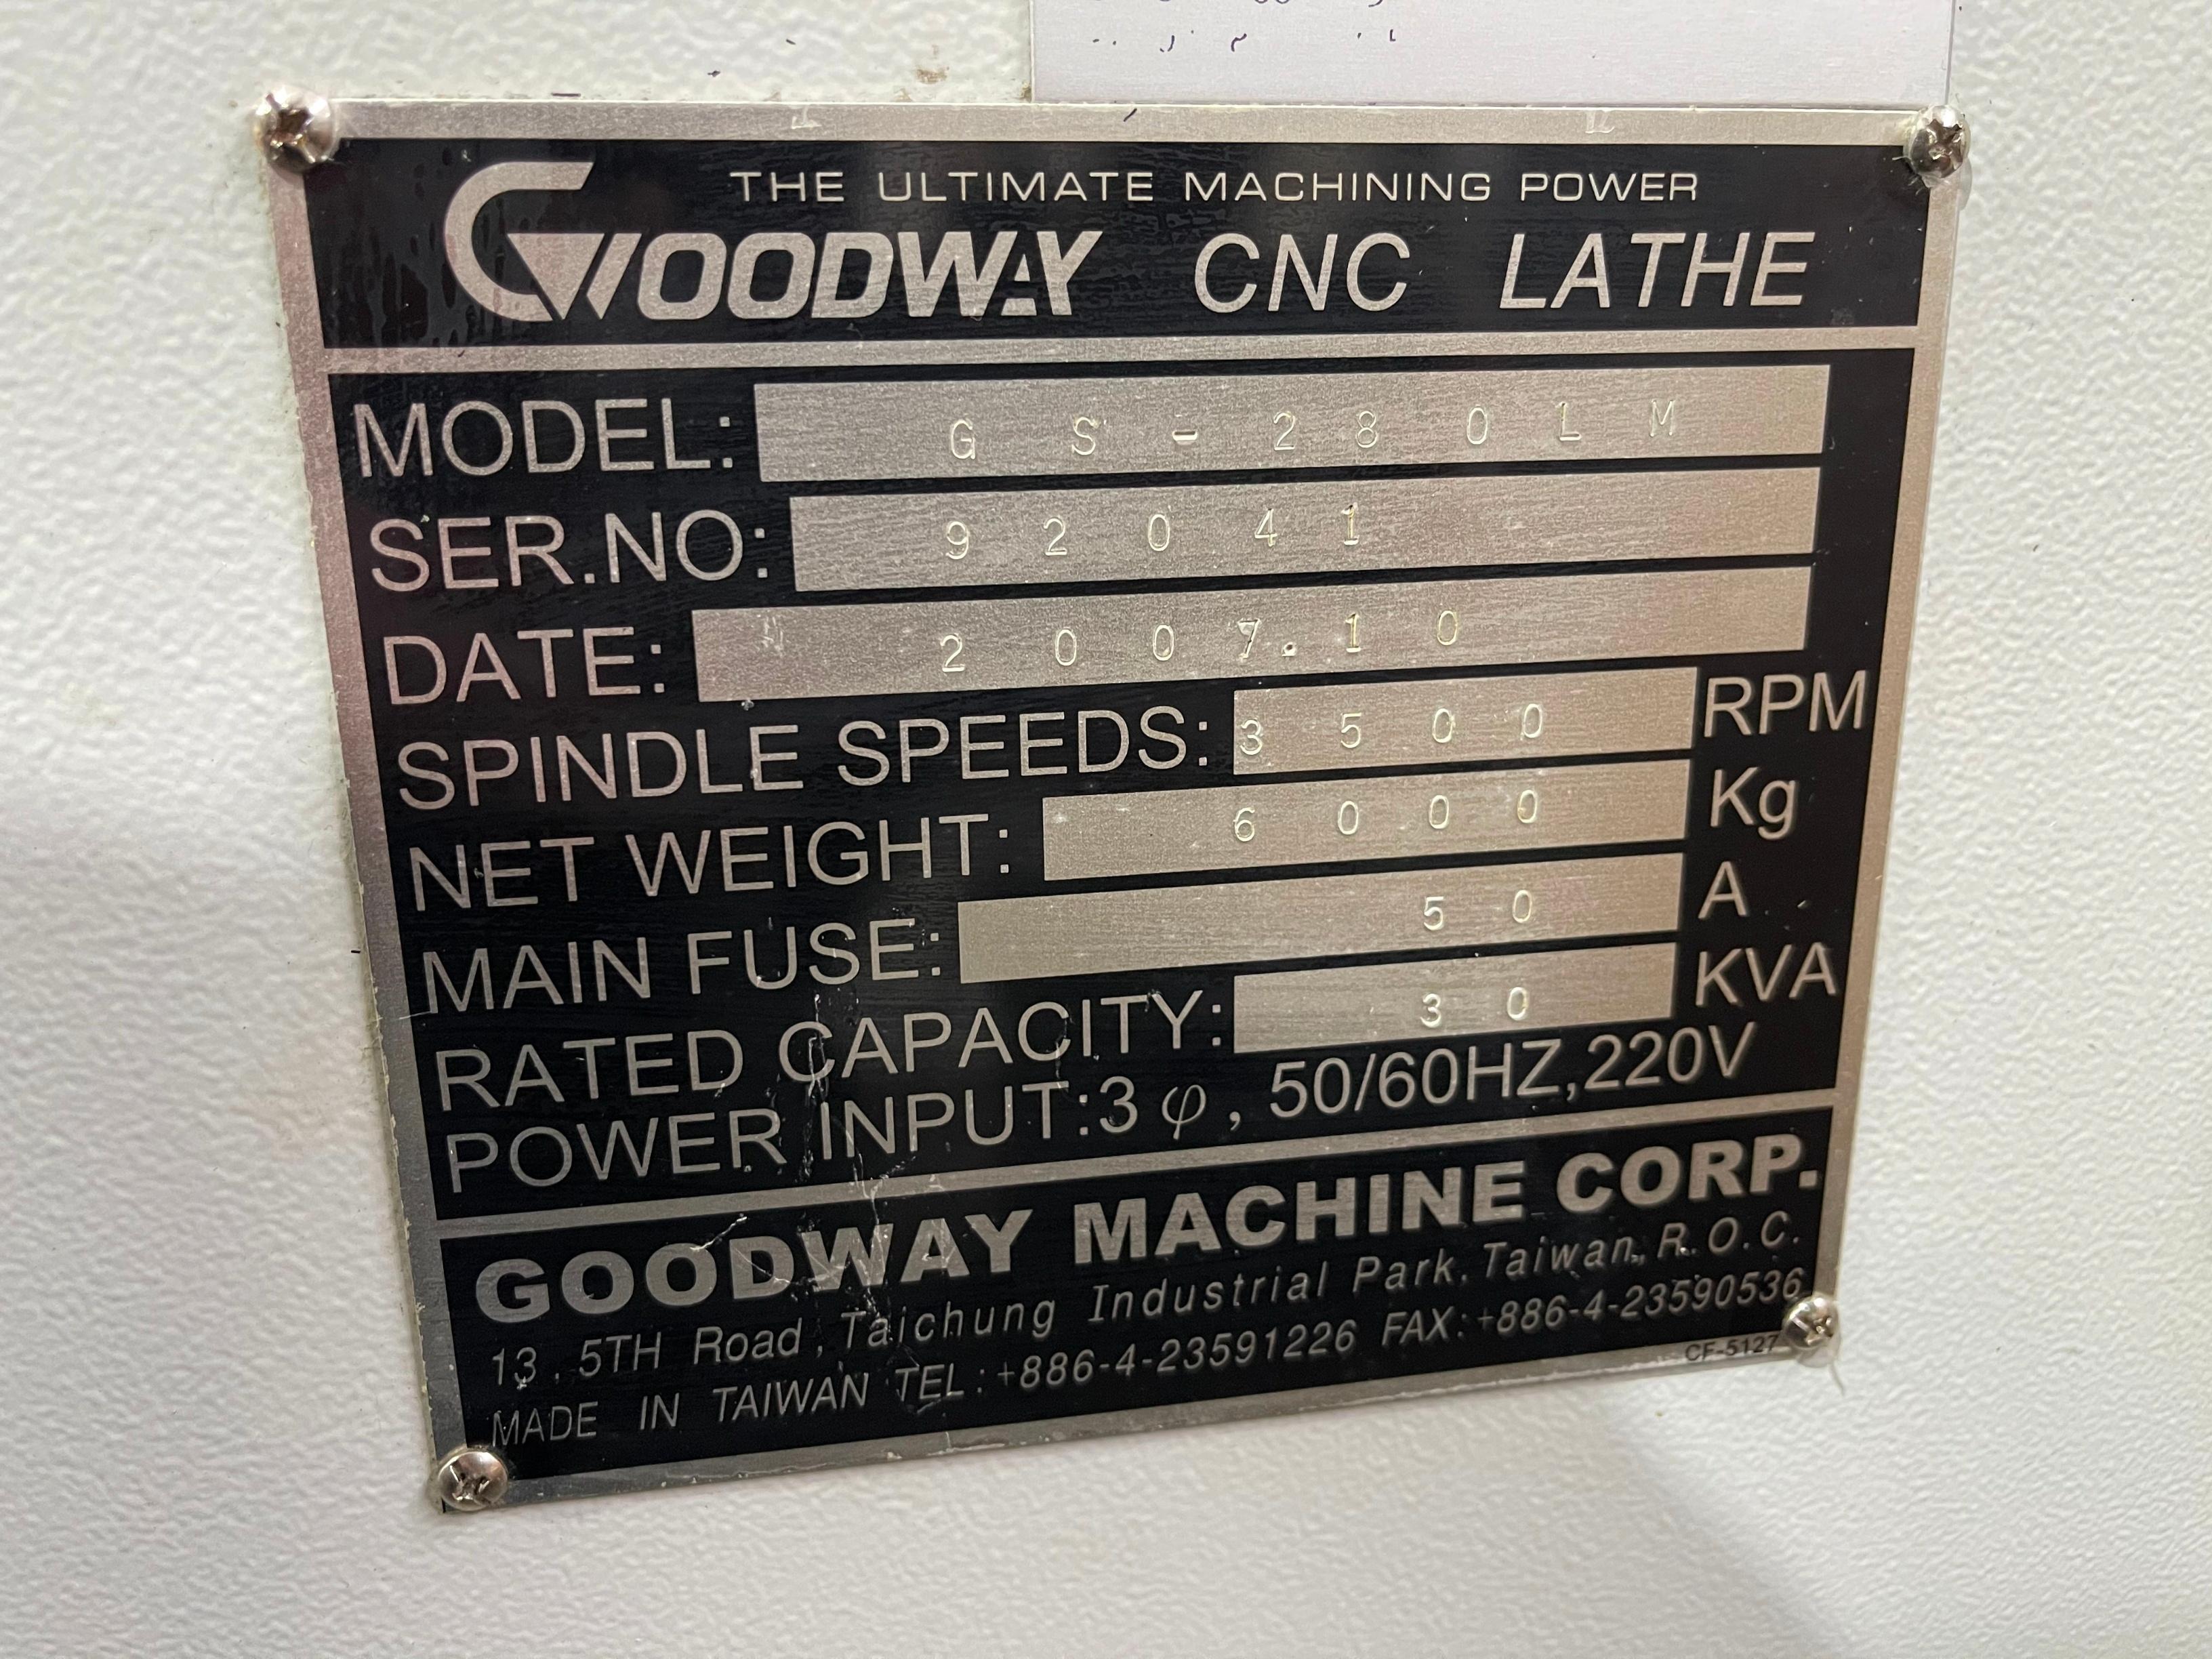 THE ULTIMATE MACHINING POWER
GOODWAY CNC LATHE
MODEL: GS-280LM
SER.NO: 92041
DATE: 2007.10
SPINDLE SPEEDS: 3500 RPM
NET WEIGHT: 6000 Kg
MAIN FUSE: 50 A
RATED CAPACITY: 30 KVA
POWER INPUT:3φ, 50/60HZ,220V
GOODWAY MACHINE CORP.
13, 5TH Road, Taichung Industrial Park, Taiwan, R.O.C.
MADE IN TAIWAN TEL:+886-4-23591226 FAX:+886-4-23590536
CF-5127